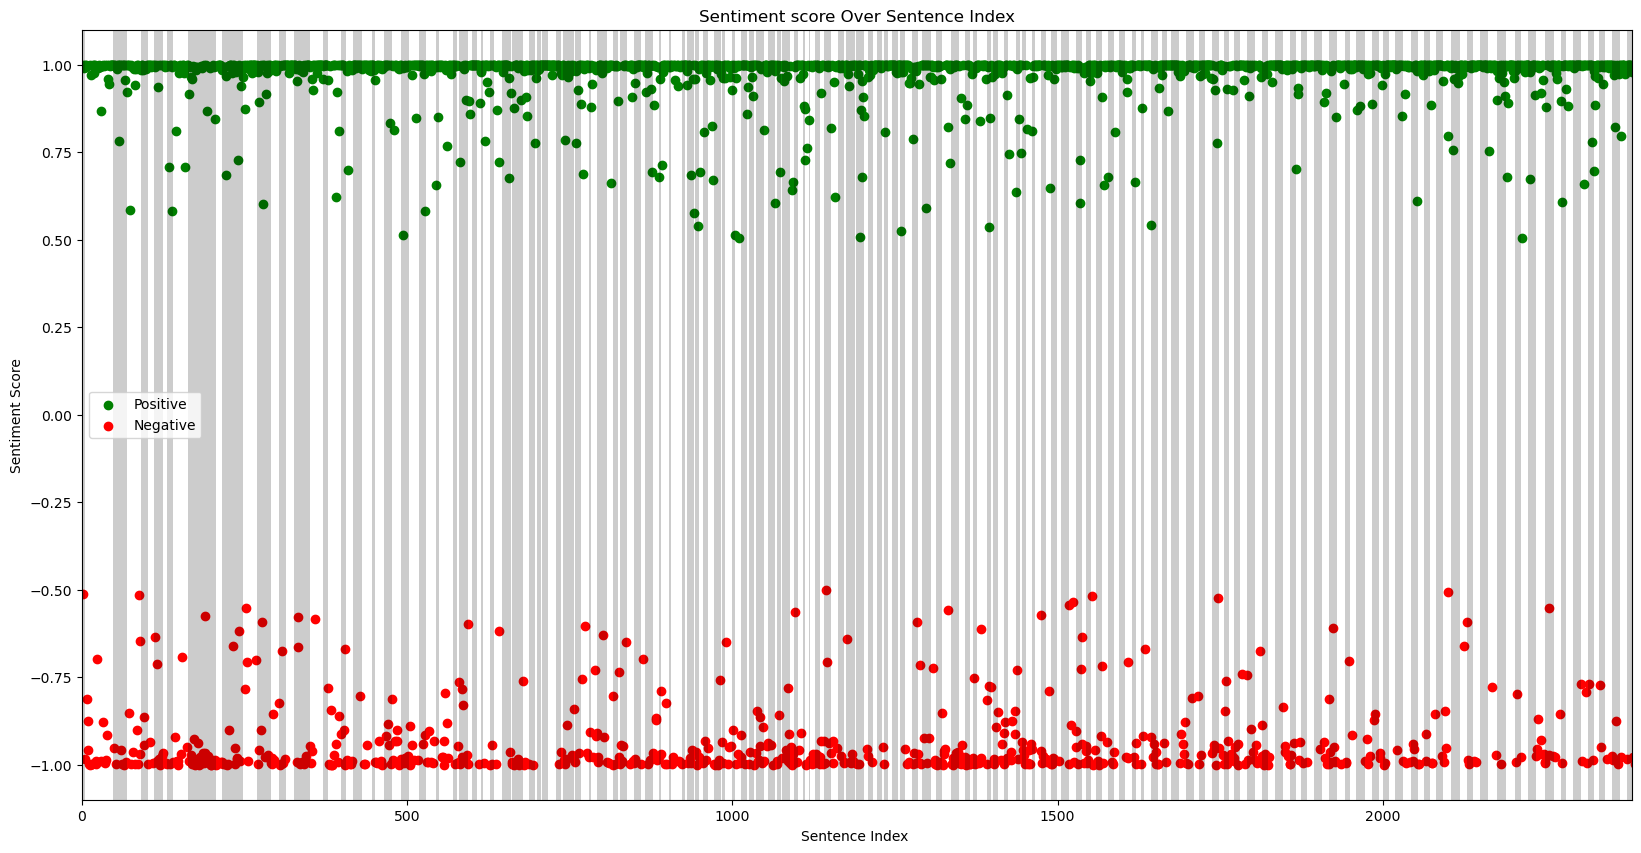 Sentiment score Over Sentence Index
1.00
0.75
0.50
0.25
0.00
−0.25
−0.50
−0.75
−1.00
Sentiment Score
Positive
Negative
0 500 1000 1500 2000
Sentence Index